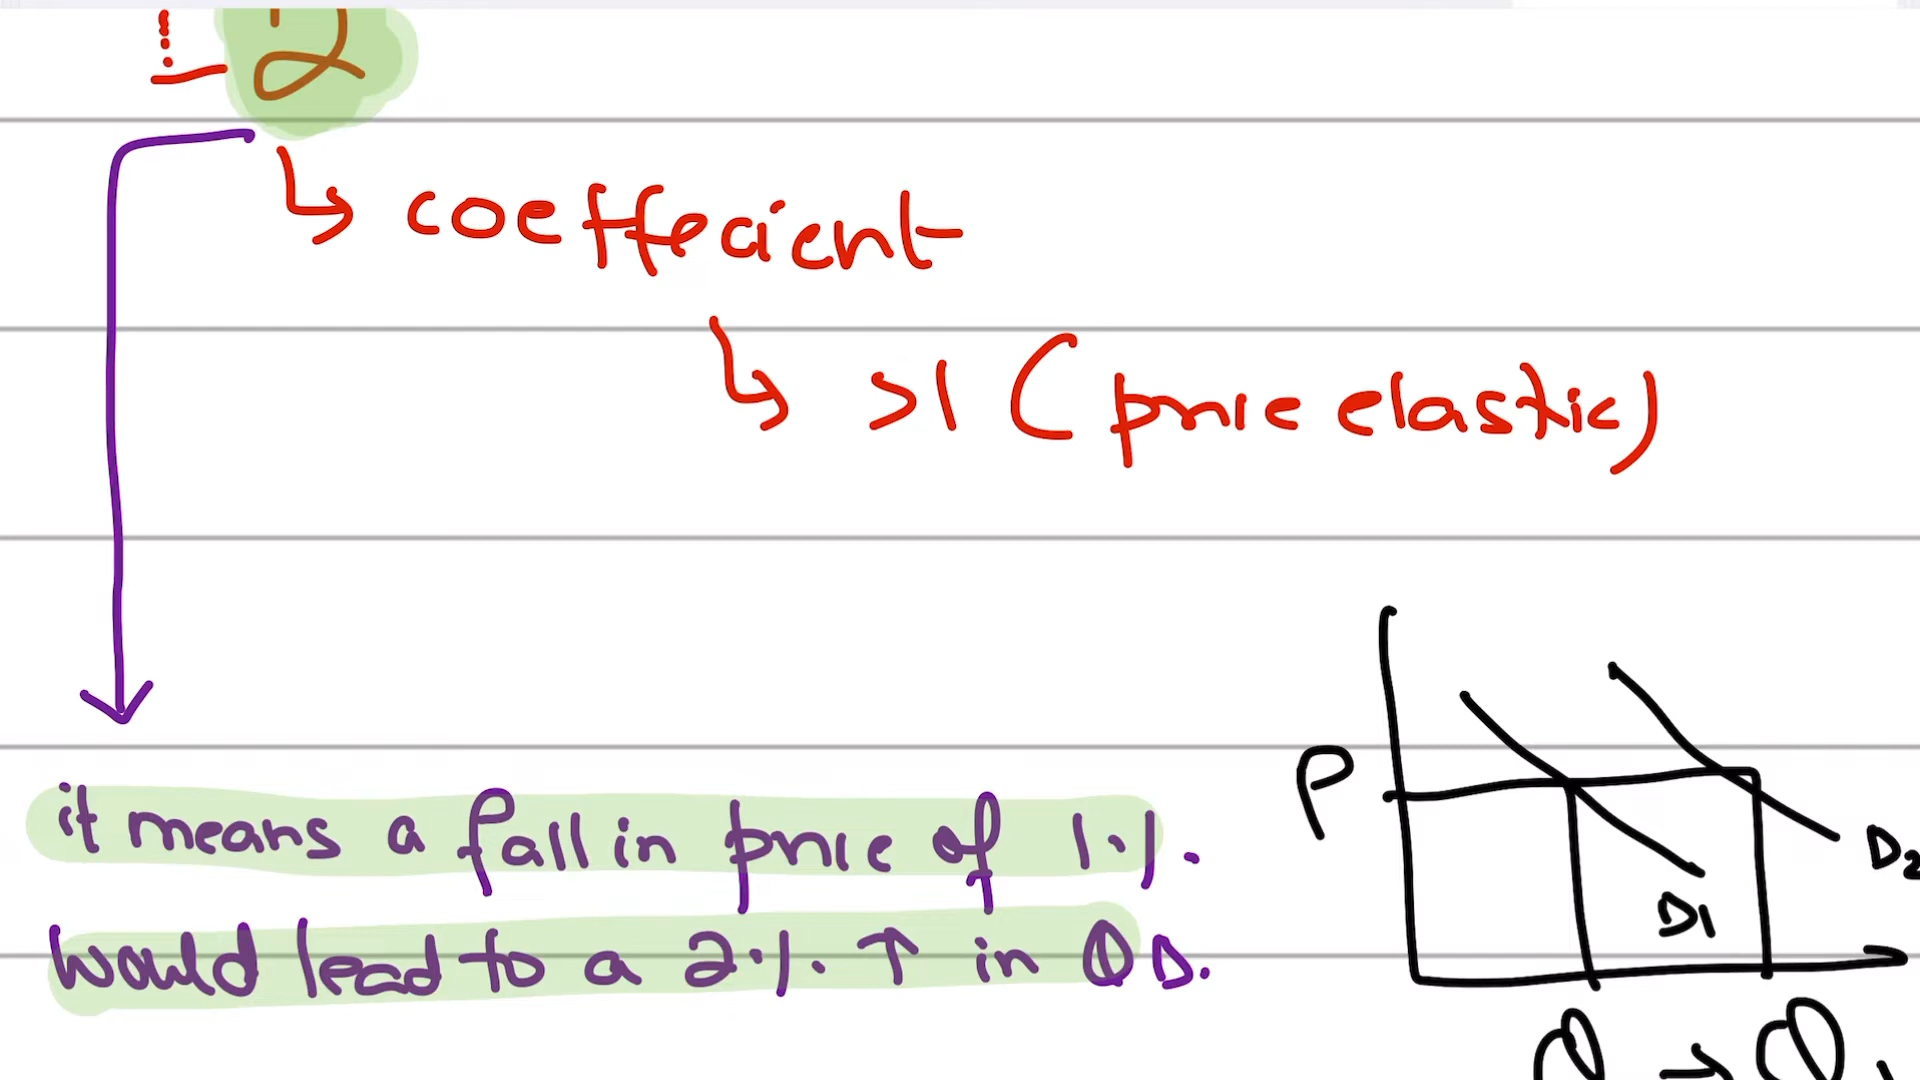 -2
↳ coeffecient
↳ >1 (price elastic)
it means a fall in price of 1%.
would lead to a 2% ↑ in QD.
P
D2
D1
Q → Q1